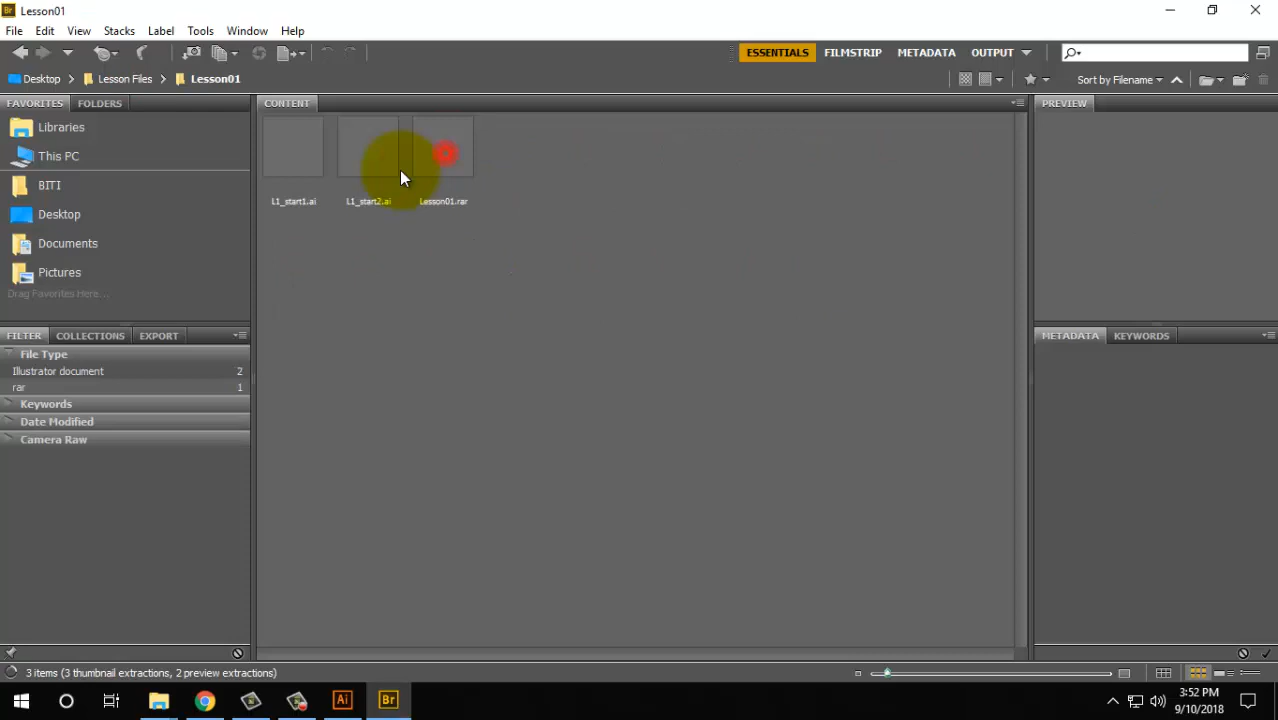 Br Lesson01
File Edit View Stacks Label Tools Window Help
ESSENTIALS FILMSTRIP METADATA OUTPUT
Desktop Lesson Files Lesson01 Sort by Filename
FAVORITES FOLDERS CONTENT PREVIEW
Libraries
This PC
BITI
Desktop
Documents
Pictures
Drag Favorites Here...
L1_start1.ai L1_start2.ai Lesson01.rar
FILTER COLLECTIONS EXPORT METADATA KEYWORDS
File Type
Illustrator document 2
rar 1
Keywords
Date Modified
Camera Raw
3 items (3 thumbnail extractions, 2 preview extractions)
Ai Br
3:52 PM
9/10/2018